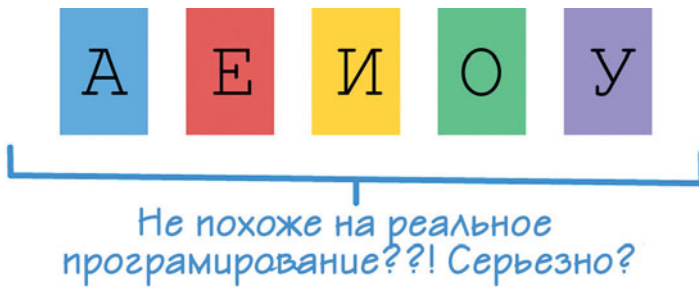 А Е И О У
Не похоже на реальное
програмирование??! Серьезно?